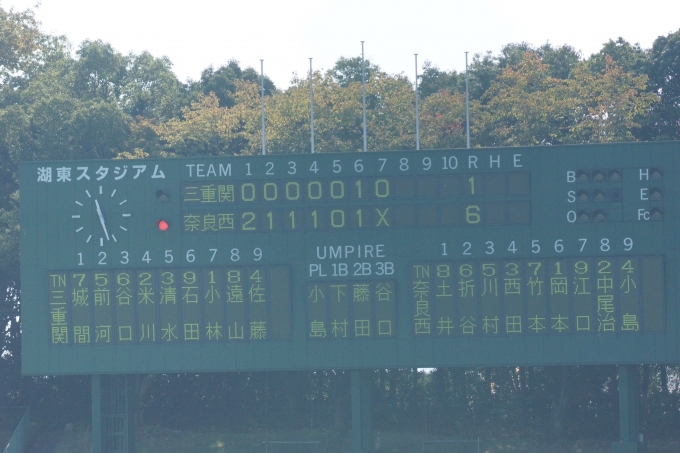 湖東スタジアム TEAM 1 2 3 4 5 6 7 8 9 10 R H E
三重関 0 0 0 0 0 1 0 1
奈良西 2 1 1 1 0 1 X 6
B H
S E
O Fc
1 2 3 4 5 6 7 8 9
UMPIRE
PL 1B 2B 3B
1 2 3 4 5 6 7 8 9
TN 7 5 6 2 3 9 1 8 4
三重関 城間 前河 谷口 米川 清水 石田 小林 遠山 佐藤
小島 下村 藤田 谷口
TN 8 6 5 3 7 1 9 2 4
奈良西 土井 折谷 川村 西田 竹本 岡本 江口 中尾治 小島